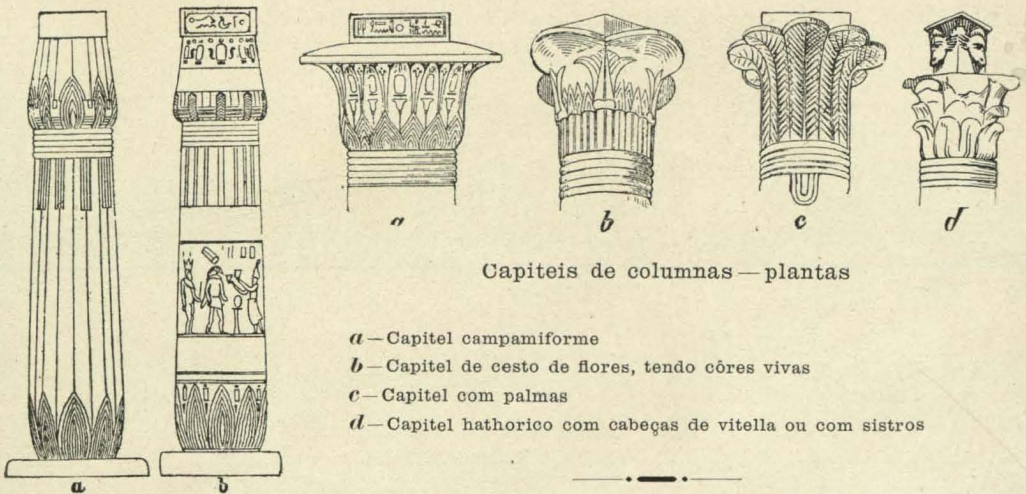 a b c d
Capiteis de columnas — plantas
a — Capitel campamiforme
b — Capitel de cesto de flores, tendo côres vivas
c — Capitel com palmas
d — Capitel hathorico com cabeças de vitella ou com sistros
a b